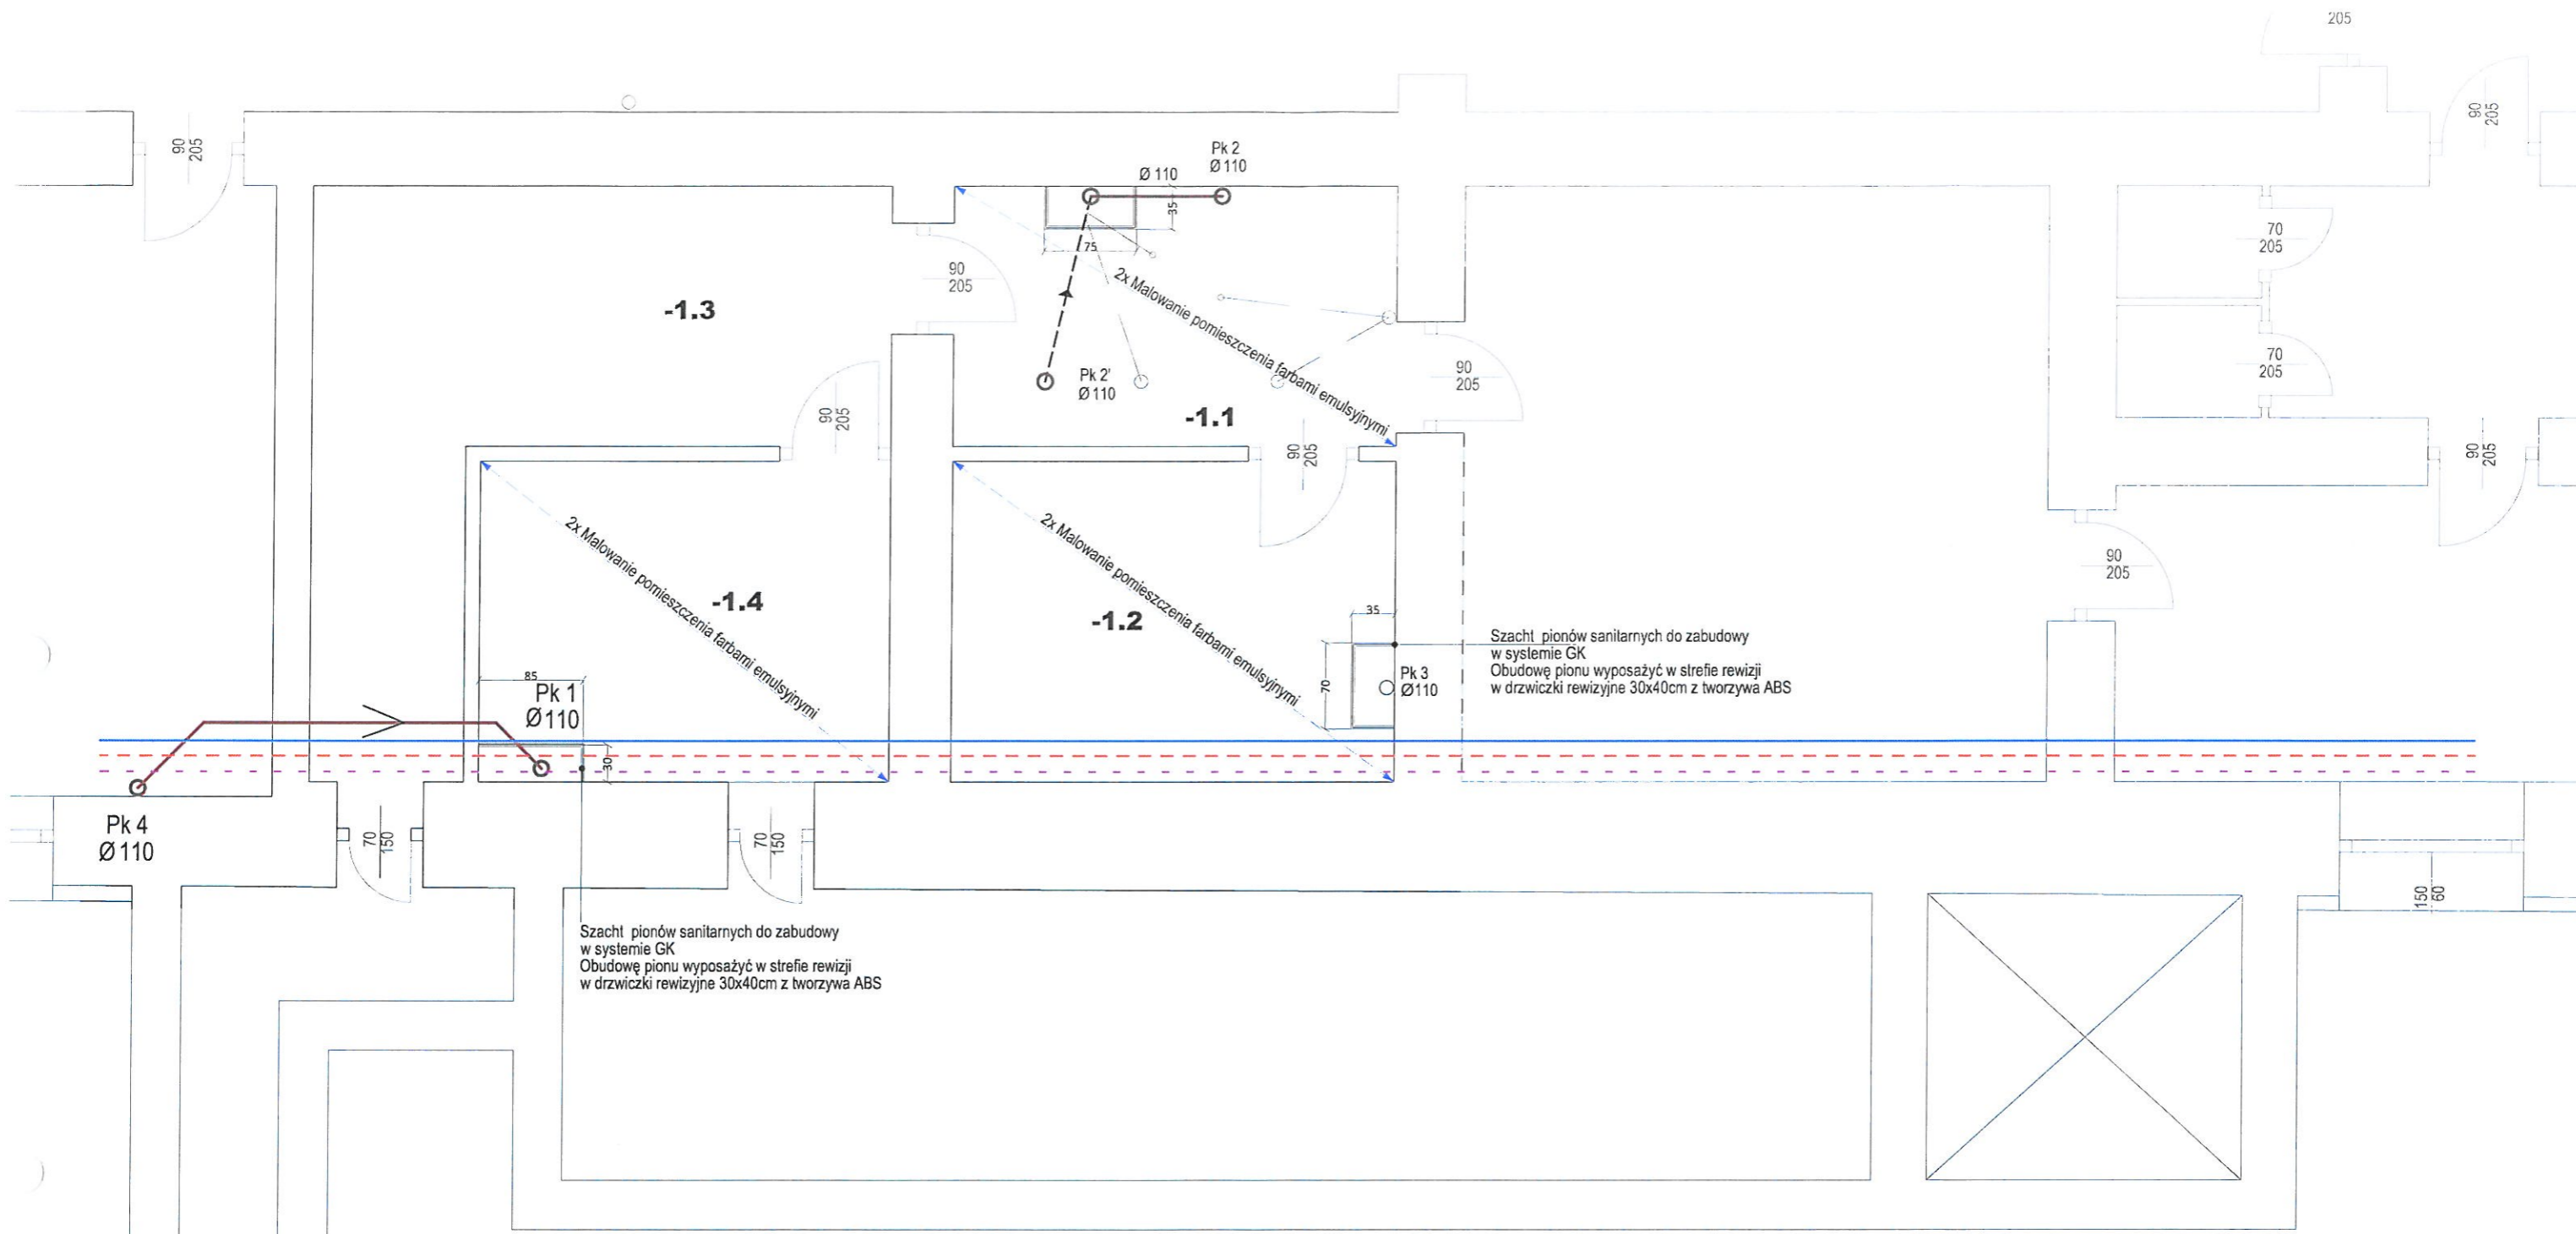 205
90
205
90
205
Pk 2
Ø 110
Ø 110
35
75
70
205
90
205
-1.3
2x Malowanie pomieszczenia farbami emulsyjnymi
70
205
90
205
Pk 2'
Ø 110
-1.1
90
205
90
205
90
205
2x Malowanie pomieszczenia farbami emulsyjnymi
2x Malowanie pomieszczenia farbami emulsyjnymi
90
205
-1.4
-1.2
35
70
Pk 3
Ø110
Szacht pionów sanitarnych do zabudowy
w systemie GK
Obudowę pionu wyposażyć w strefie rewizji
w drzwiczki rewizyjne 30x40cm z tworzywa ABS
85
Pk 1
Ø110
30
Pk 4
Ø 110
70
150
70
150
150
60
Szacht pionów sanitarnych do zabudowy
w systemie GK
Obudowę pionu wyposażyć w strefie rewizji
w drzwiczki rewizyjne 30x40cm z tworzywa ABS